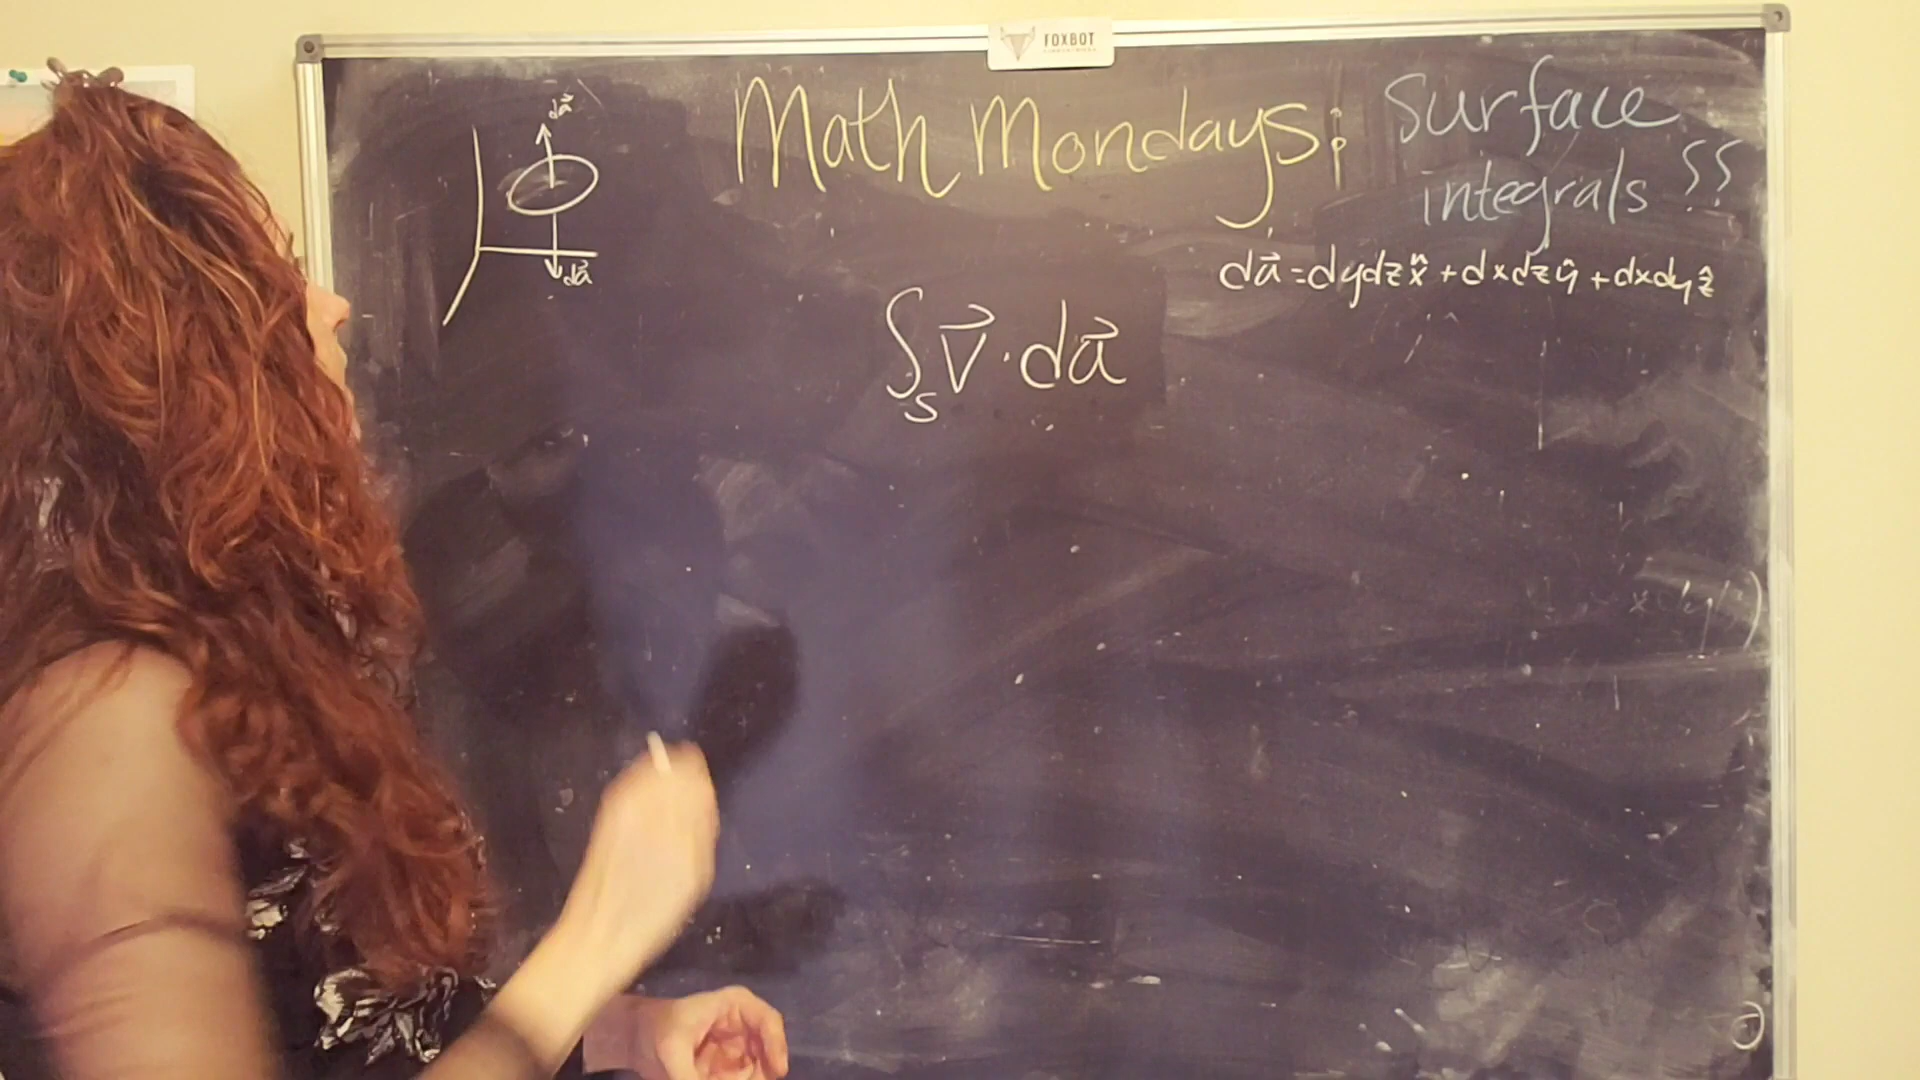 FOXBOT
Math Mondays: Surface
integrals ??
da⃗
da⃗
da⃗ = dydz x̂ + dxdz ŷ + dxdy ẑ
∫ₛ v⃗ · da⃗